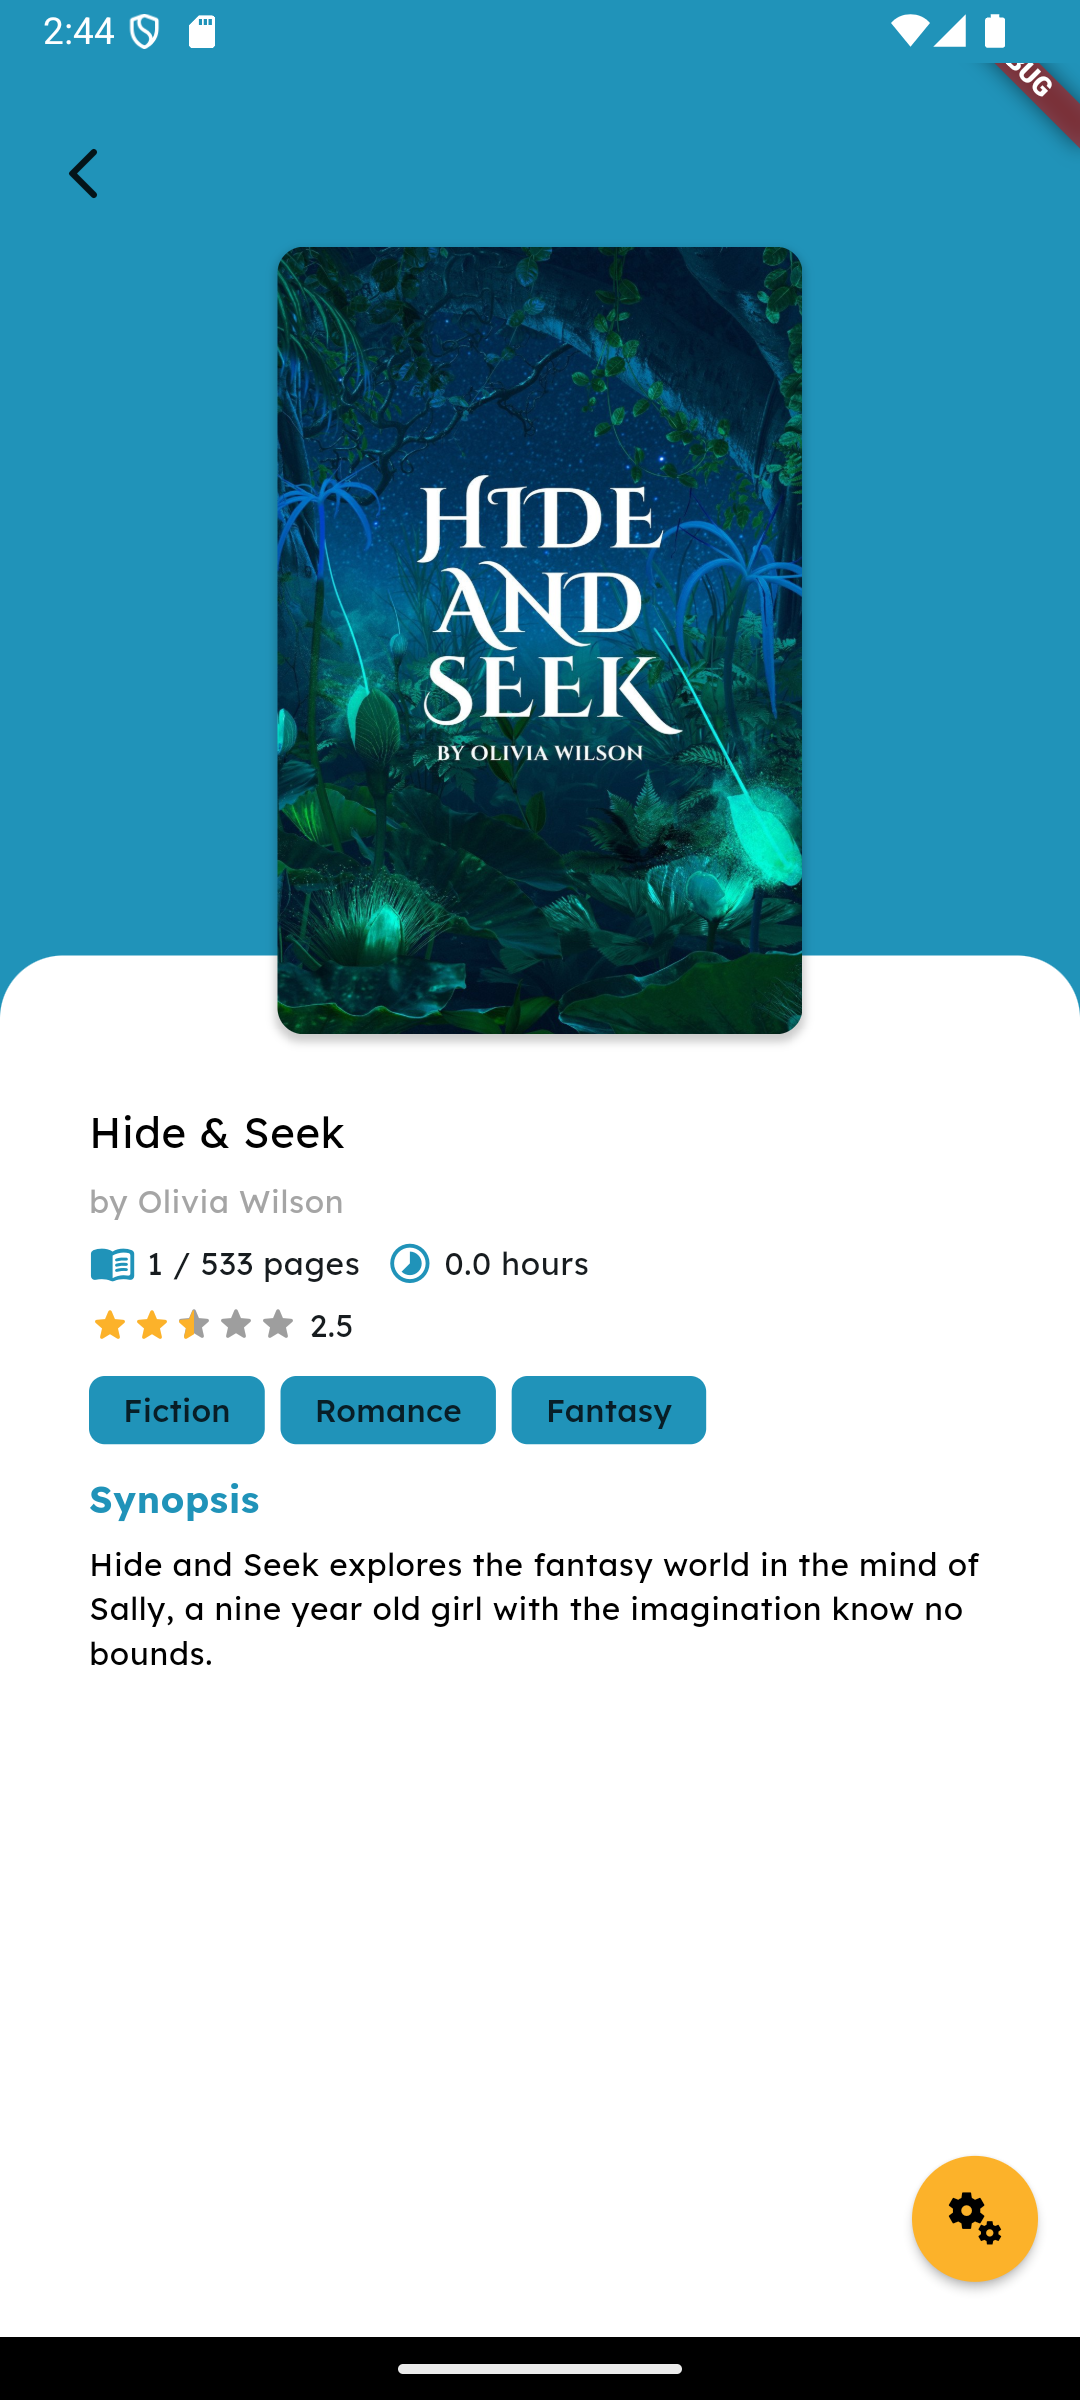 2:44
BUG
HIDE
AND
SEEK
BY OLIVIA WILSON
Hide & Seek
by Olivia Wilson
1 / 533 pages 0.0 hours
2.5
Fiction Romance Fantasy
Synopsis
Hide and Seek explores the fantasy world in the mind of
Sally, a nine year old girl with the imagination know no
bounds.